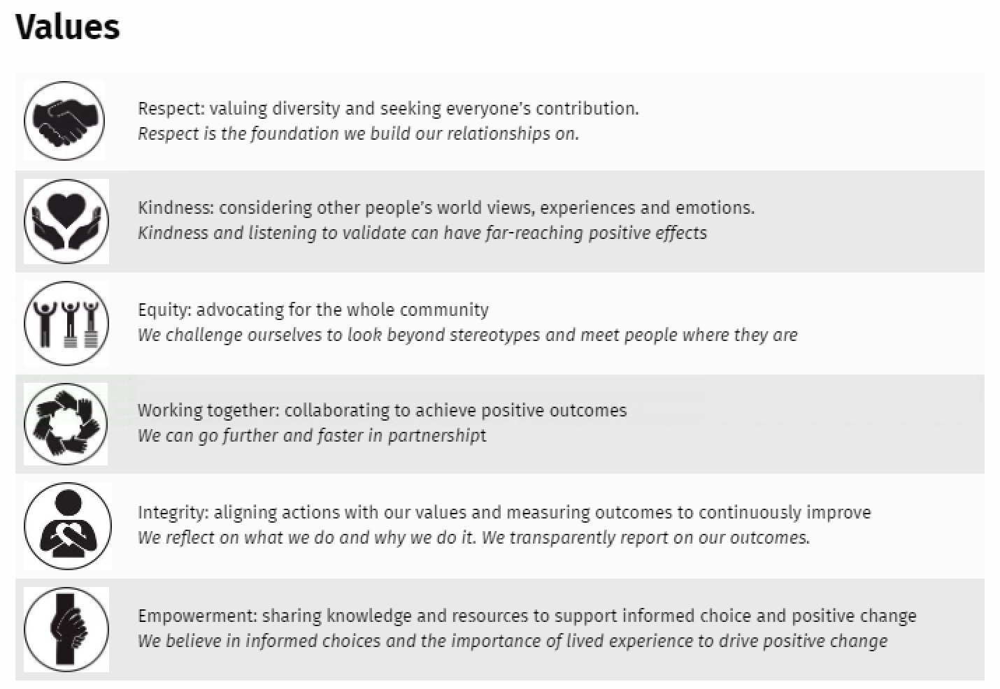 Values
Respect: valuing diversity and seeking everyone’s contribution.
Respect is the foundation we build our relationships on.
Kindness: considering other people’s world views, experiences and emotions.
Kindness and listening to validate can have far-reaching positive effects
Equity: advocating for the whole community
We challenge ourselves to look beyond stereotypes and meet people where they are
Working together: collaborating to achieve positive outcomes
We can go further and faster in partnershipt
Integrity: aligning actions with our values and measuring outcomes to continuously improve
We reflect on what we do and why we do it. We transparently report on our outcomes.
Empowerment: sharing knowledge and resources to support informed choice and positive change
We believe in informed choices and the importance of lived experience to drive positive change